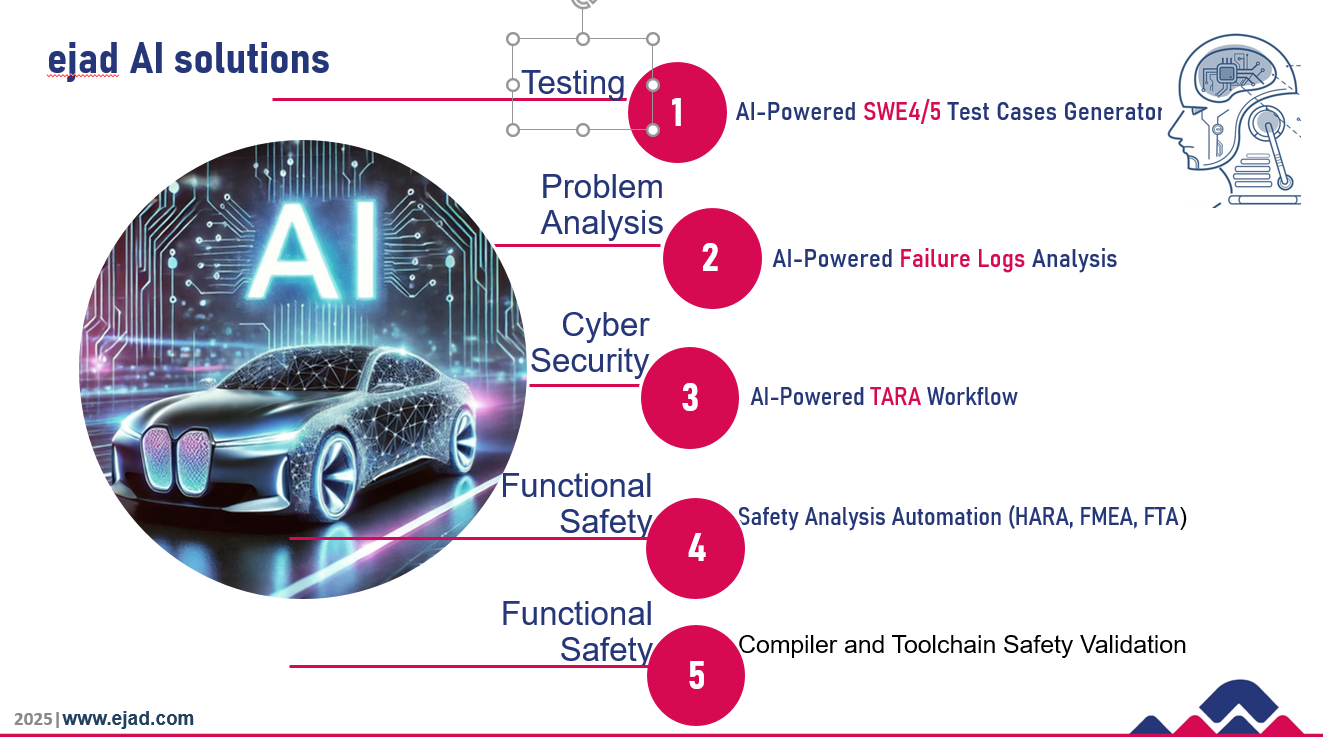 ejad AI solutions
Testing
1
AI-Powered SWE4/5 Test Cases Generator
Problem
Analysis
2
AI-Powered Failure Logs Analysis
AI
Cyber
Security
3
AI-Powered TARA Workflow
Functional
Safety
4
Safety Analysis Automation (HARA, FMEA, FTA)
Functional
Safety
5
Compiler and Toolchain Safety Validation
2025|www.ejad.com